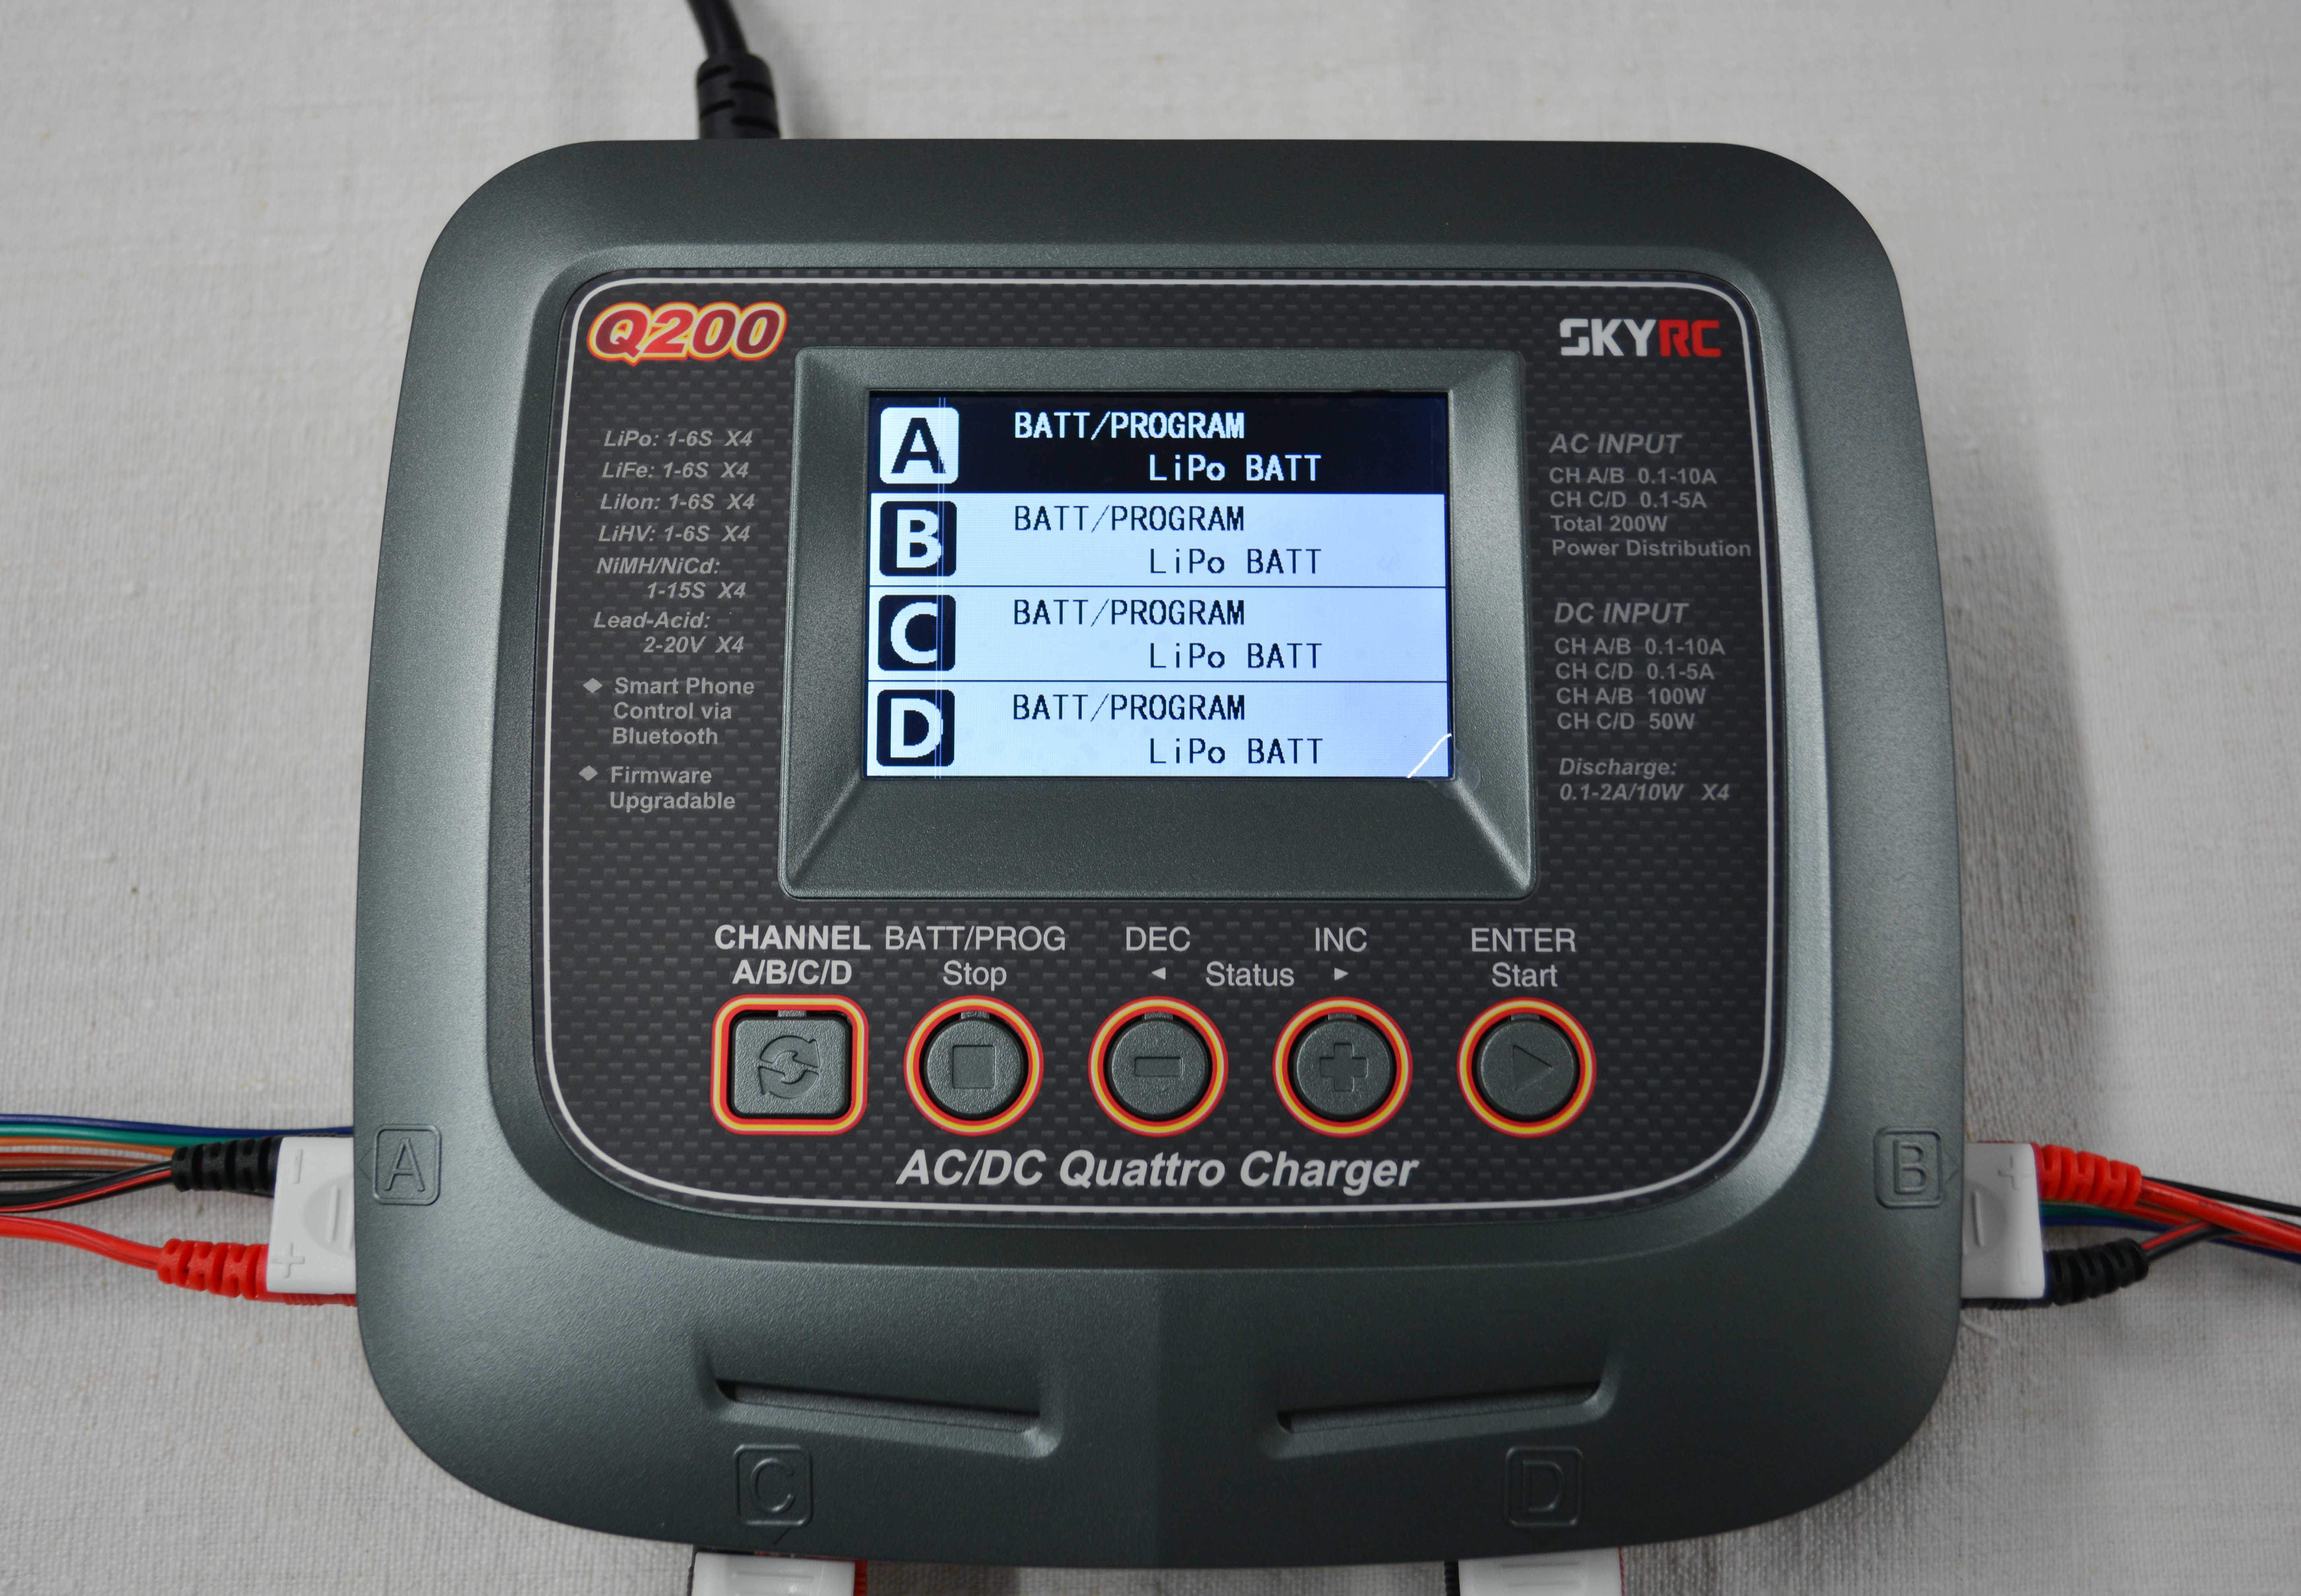 Q200
SKYRC
LiPo: 1-6S X4
LiFe: 1-6S X4
LiIon: 1-6S X4
LiHV: 1-6S X4
NiMH/NiCd:
1-15S X4
Lead-Acid:
2-20V X4
◆ Smart Phone
Control via
Bluetooth
◆ Firmware
Upgradable
A BATT/PROGRAM
LiPo BATT
B BATT/PROGRAM
LiPo BATT
C BATT/PROGRAM
LiPo BATT
D BATT/PROGRAM
LiPo BATT
AC INPUT
CH A/B 0.1-10A
CH C/D 0.1-5A
Total 200W
Power Distribution
DC INPUT
CH A/B 0.1-10A
CH C/D 0.1-5A
CH A/B 100W
CH C/D 50W
Discharge:
0.1-2A/10W X4
CHANNEL BATT/PROG DEC INC ENTER
A/B/C/D Stop ◄ Status ► Start
AC/DC Quattro Charger
A
B
C
D